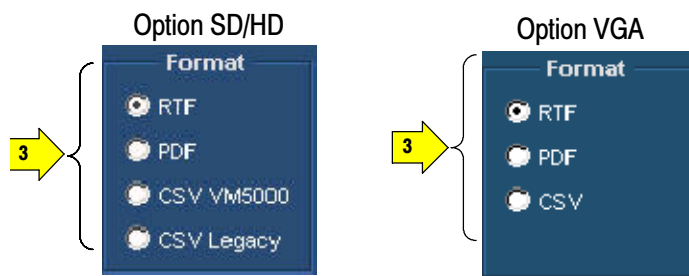 Option SD/HD
Format
RTF
PDF
CSV VM5000
CSV Legacy
3
Option VGA
Format
RTF
PDF
CSV
3